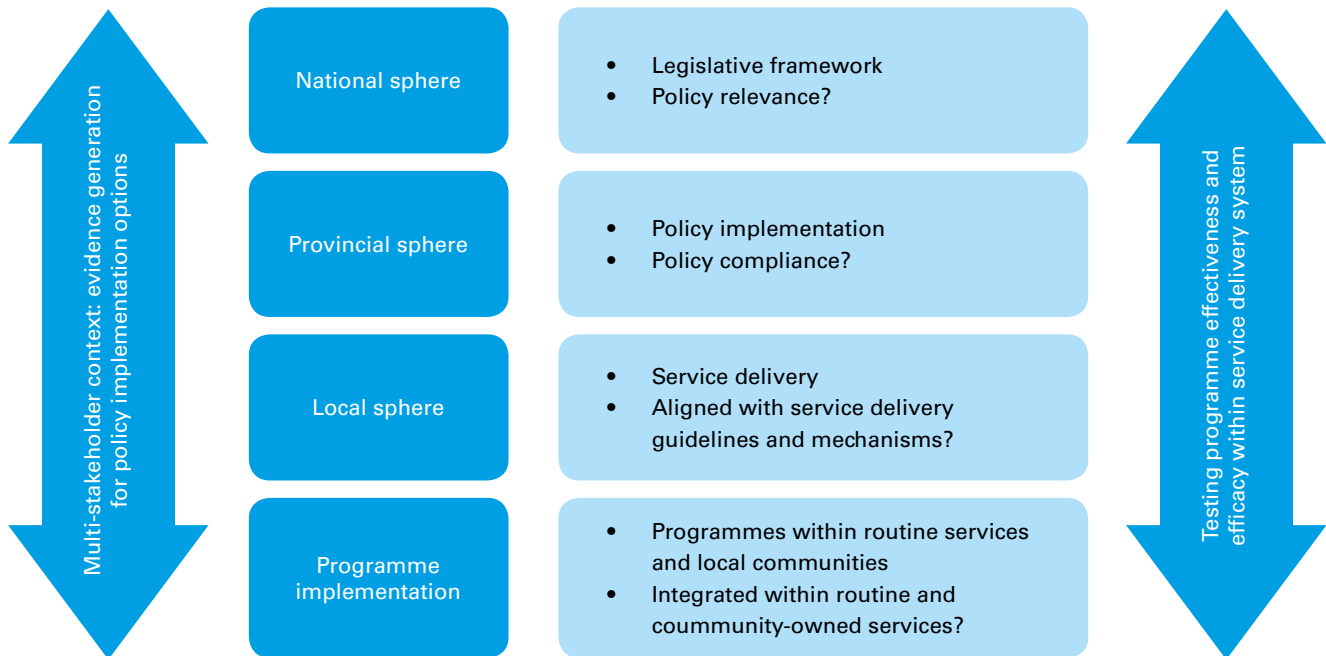 Multi-stakeholder context: evidence generation
for policy implementation options
National sphere
• Legislative framework
• Policy relevance?
Provincial sphere
• Policy implementation
• Policy compliance?
Local sphere
• Service delivery
• Aligned with service delivery
guidelines and mechanisms?
Programme
implementation
• Programmes within routine services
and local communities
• Integrated within routine and
coummunity-owned services?
Testing programme effectiveness and
efficacy within service delivery system